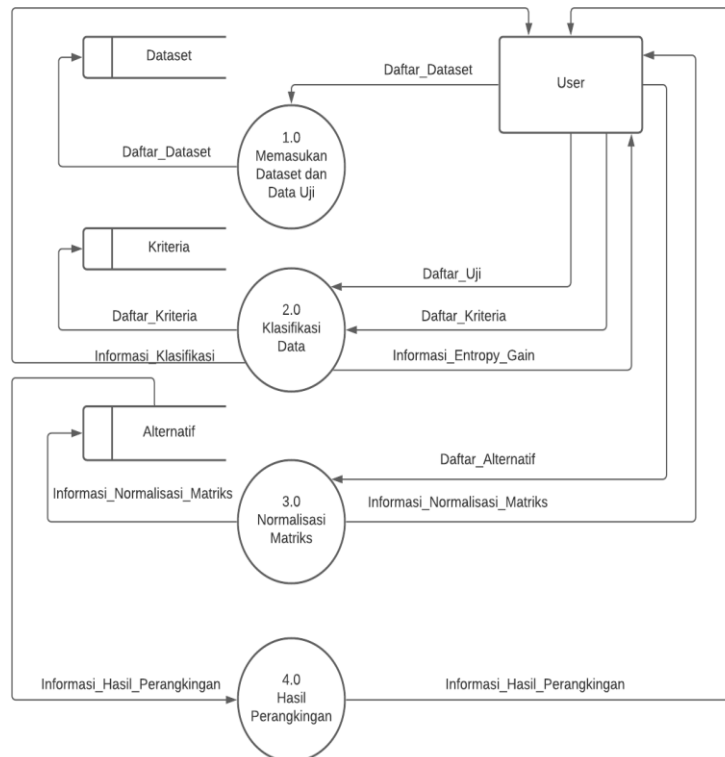 Dataset
User
Daftar_Dataset
Daftar_Dataset
1.0
Memasukan
Dataset dan
Data Uji
Kriteria
Daftar_Uji
Daftar_Kriteria
2.0
Klasifikasi
Data
Daftar_Kriteria
Informasi_Klasifikasi
Informasi_Entropy_Gain
Alternatif
Daftar_Alternatif
Informasi_Normalisasi_Matriks
3.0
Normalisasi
Matriks
Informasi_Normalisasi_Matriks
Informasi_Hasil_Perangkingan
4.0
Hasil
Perangkingan
Informasi_Hasil_Perangkingan